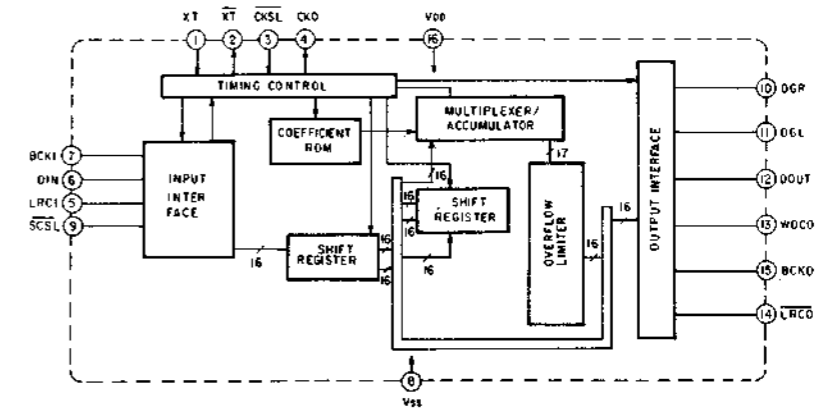 XT XT CKSL CKO VDD
1 2 3 4 16
TIMING CONTROL
COEFFICIENT
ROM
MULTIPLEXER/
ACCUMULATOR
17
BCKI 7
DIN 6
LRCI 5
SCSL 9
INPUT
INTER
FACE
16
SHIFT
REGISTER
16
16
16
16
16
SHIFT
REGISTER
16
OVERFLOW
LIMITER
16
16
OUTPUT INTERFACE
10 DGR
11 DGL
12 DOUT
13 WDCO
15 BCKO
14 LRCO
8
Vss